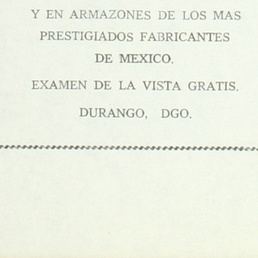 Y EN ARMAZONES DE LOS MAS
PRESTIGIADOS FABRICANTES
DE MEXICO.
EXAMEN DE LA VISTA GRATIS.
DURANGO, DGO.